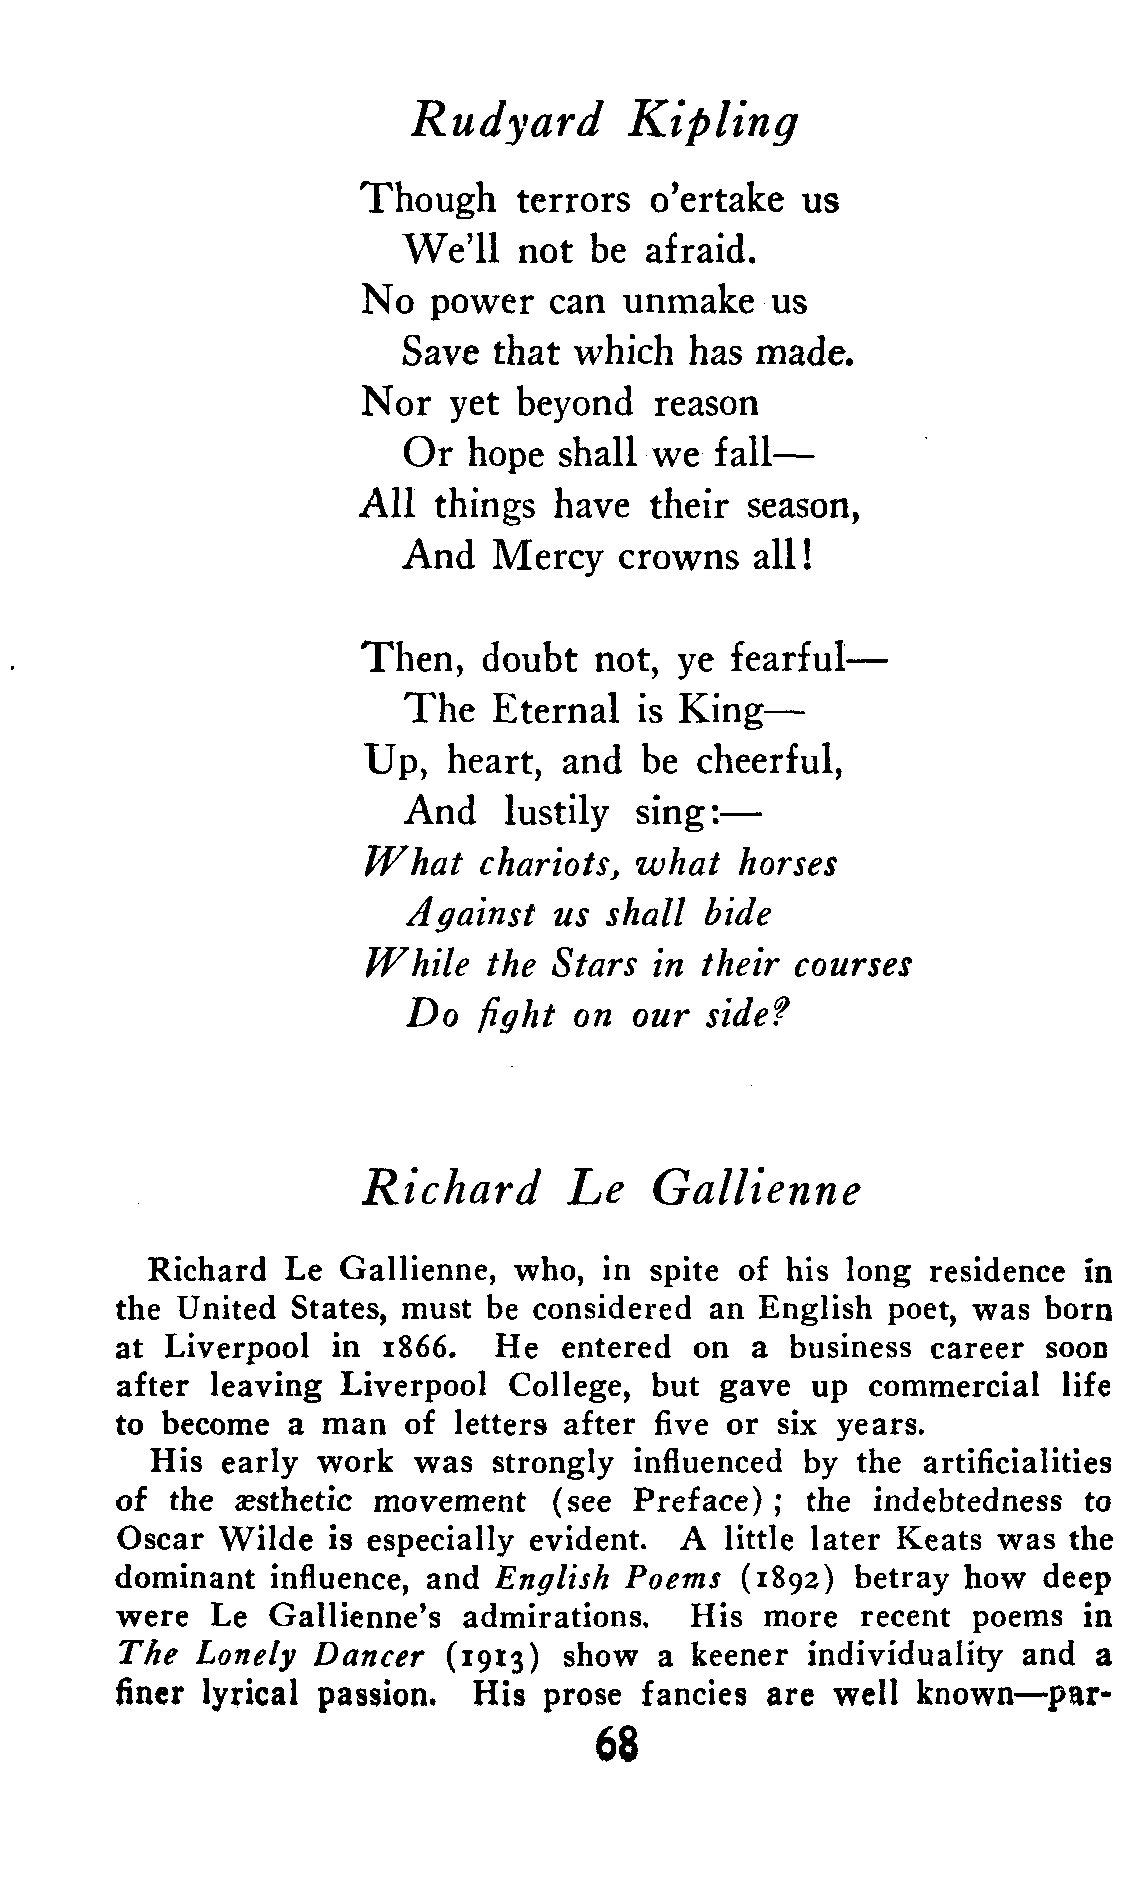 Rudyard Kipling
Though terrors o'ertake us
We'll not be afraid.
No power can unmake us
Save that which has made.
Nor yet beyond reason
Or hope shall we fall—
All things have their season,
And Mercy crowns all!
Then, doubt not, ye fearful—
The Eternal is King—
Up, heart, and be cheerful,
And lustily sing:—
What chariots, what horses
Against us shall bide
While the Stars in their courses
Do fight on our side?
Richard Le Gallienne
Richard Le Gallienne, who, in spite of his long residence in
the United States, must be considered an English poet, was born
at Liverpool in 1866. He entered on a business career soon
after leaving Liverpool College, but gave up commercial life
to become a man of letters after five or six years.
His early work was strongly influenced by the artificialities
of the æsthetic movement (see Preface); the indebtedness to
Oscar Wilde is especially evident. A little later Keats was the
dominant influence, and English Poems (1892) betray how deep
were Le Gallienne's admirations. His more recent poems in
The Lonely Dancer (1913) show a keener individuality and a
finer lyrical passion. His prose fancies are well known—par-
68